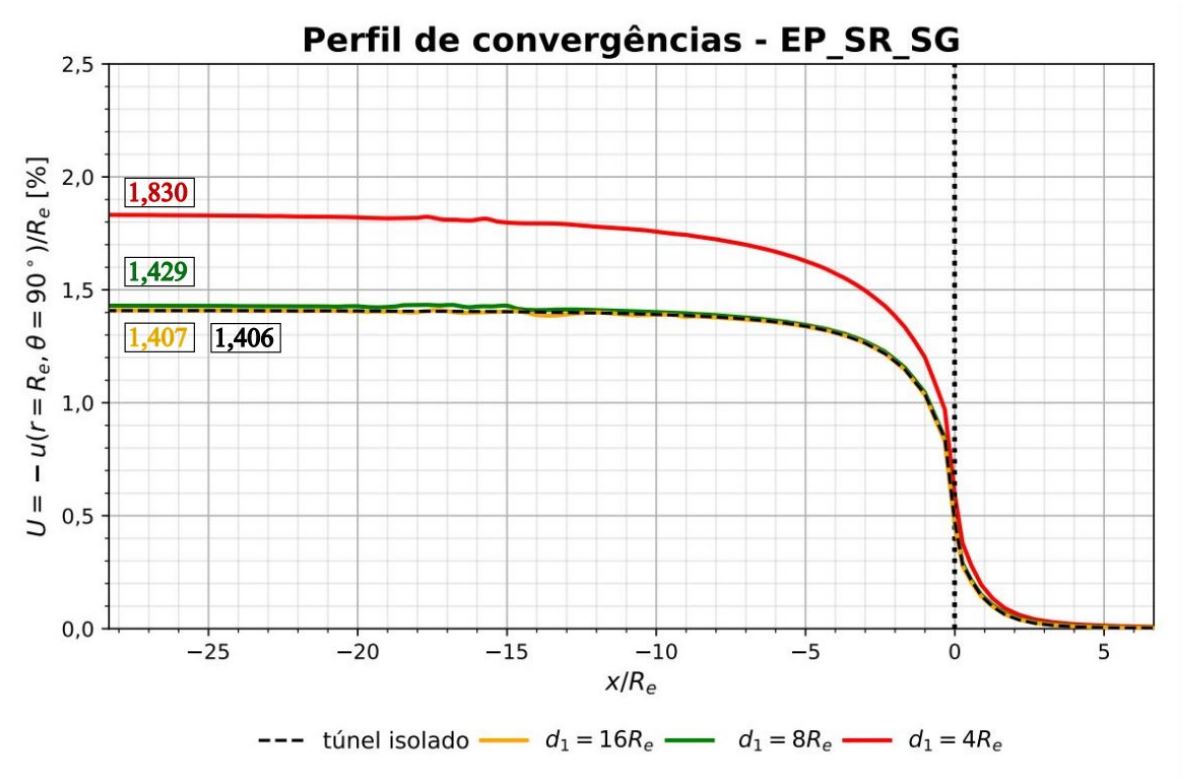 Perfil de convergências - EP_SR_SG
U = − u(r = Rₑ, θ = 90°)/Rₑ [%]
2,5
2,0
1,830
1,5
1,429
1,407 1,406
1,0
0,5
0,0
−25 −20 −15 −10 −5 0 5
x/Rₑ
túnel isolado d₁ = 16Rₑ d₁ = 8Rₑ d₁ = 4Rₑ